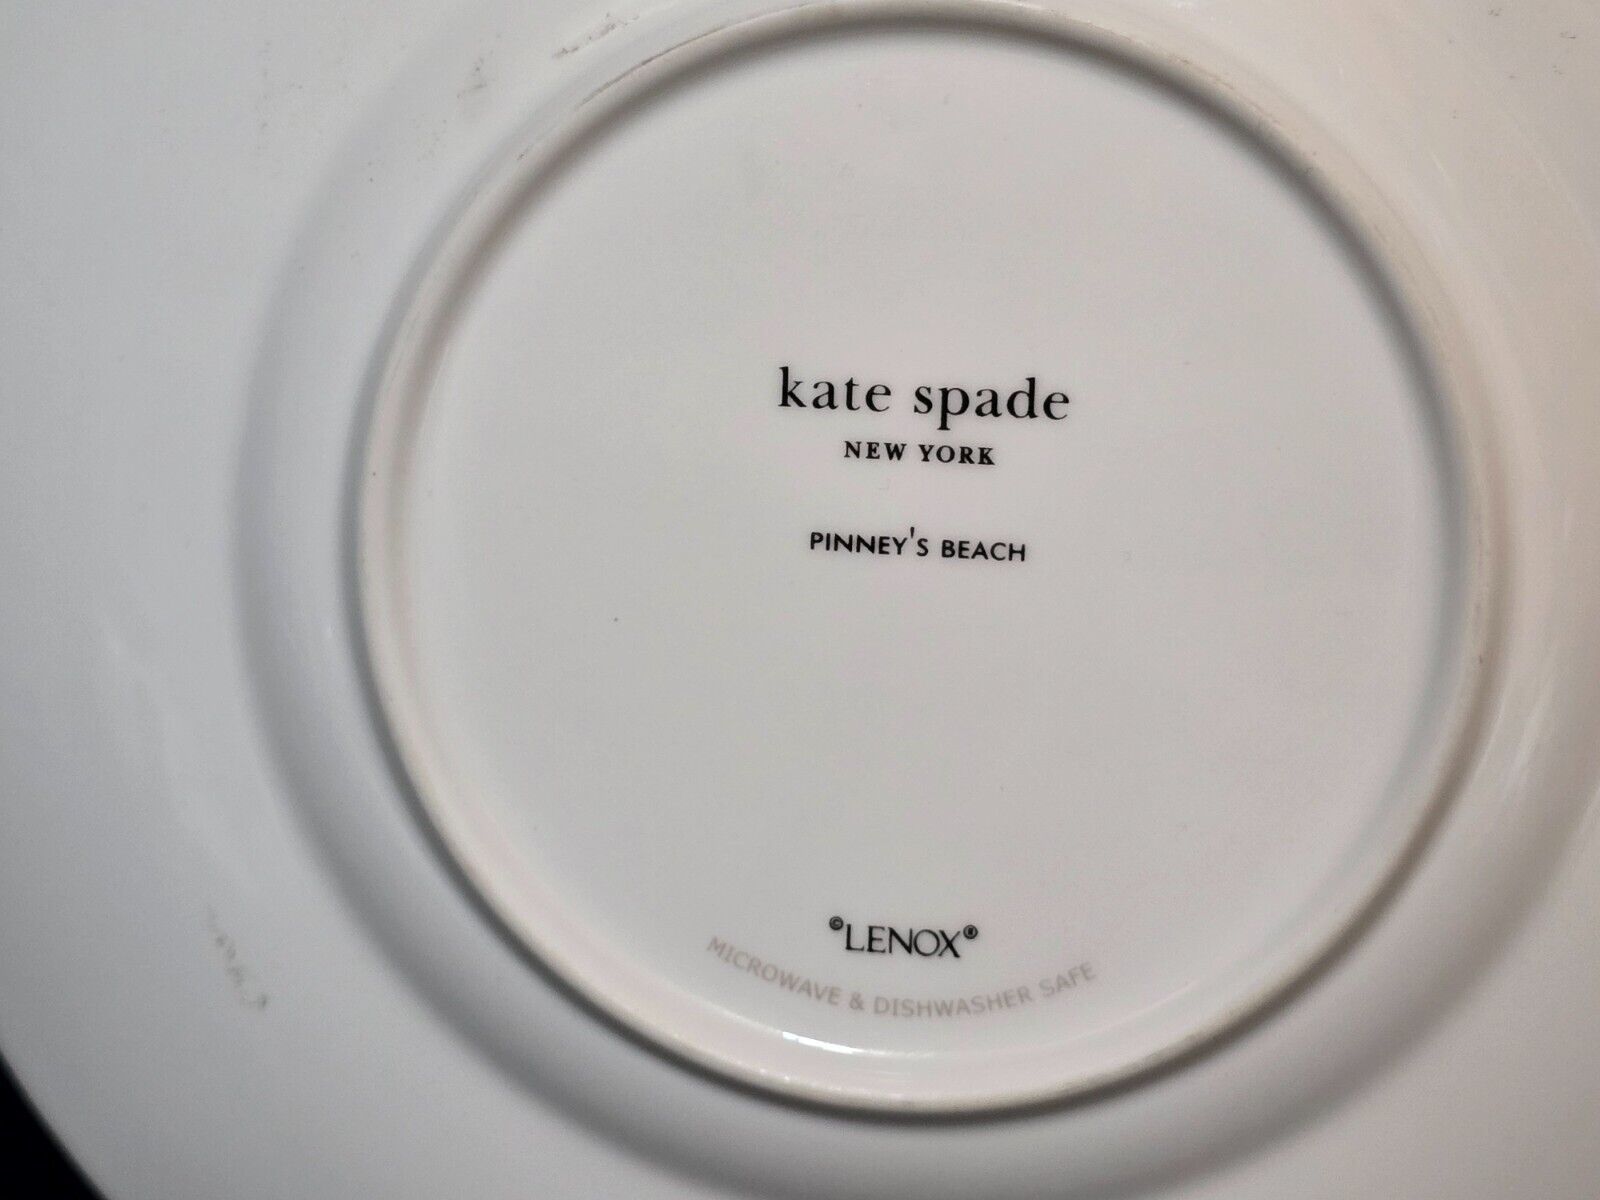 kate spade
NEW YORK
PINNEY'S BEACH
©LENOX®
MICROWAVE & DISHWASHER SAFE